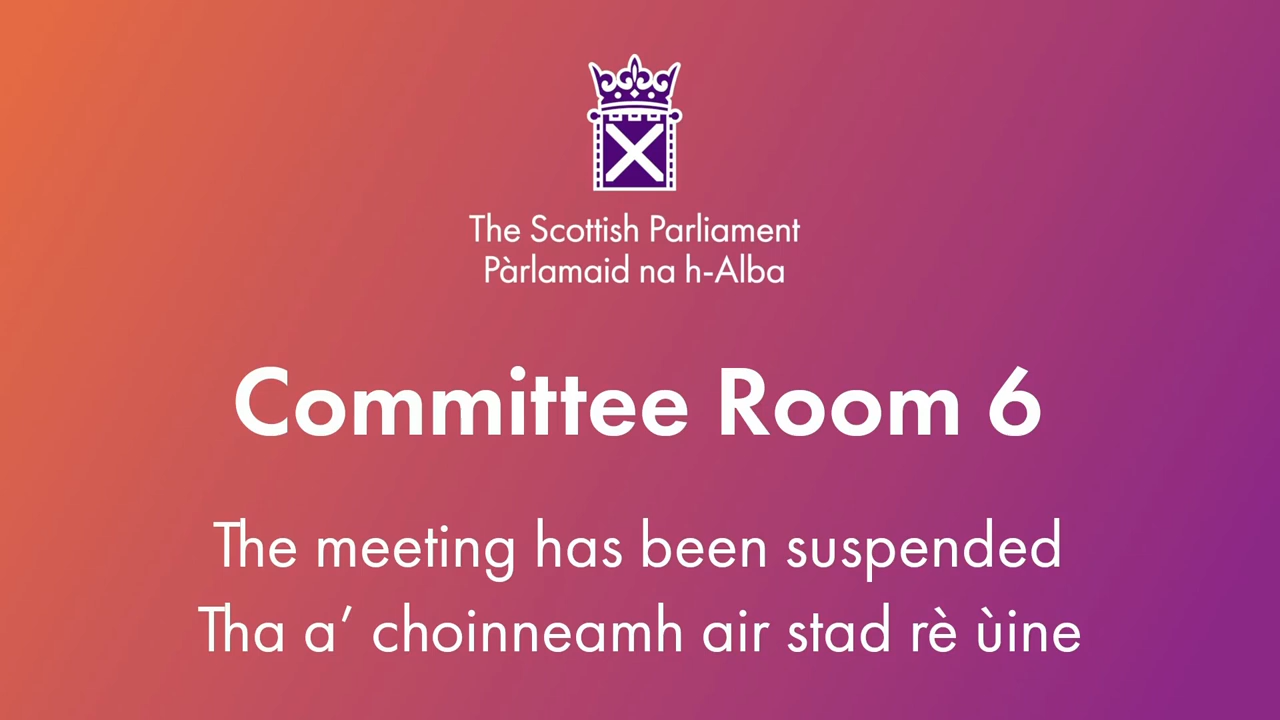 The Scottish Parliament
Pàrlamaid na h-Alba
Committee Room 6
The meeting has been suspended
Tha a’ choinneamh air stad rè ùine